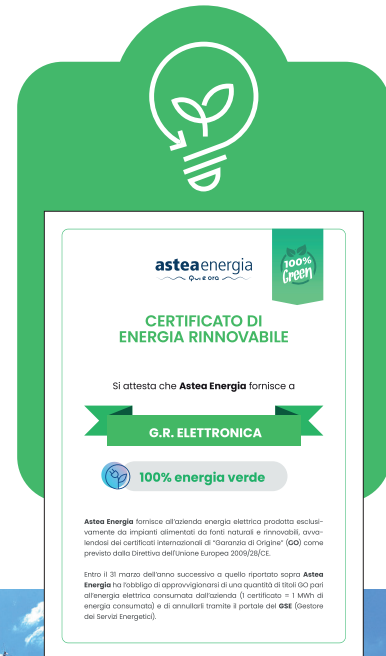 asteaenergia
Qui e ora
100%
Green
CERTIFICATO DI
ENERGIA RINNOVABILE
Si attesta che Astea Energia fornisce a
G.R. ELETTRONICA
100% energia verde
Astea Energia fornisce all'azienda energia elettrica prodotta esclusi-
vamente da impianti alimentati da fonti naturali e rinnovabili, avva-
lendosi dei certificati internazionali di "Garanzia di Origine" (GO) come
previsto dalla Direttiva dell'Unione Europea 2009/28/CE.
Entro il 31 marzo dell'anno successivo a quello riportato sopra Astea
Energia ha l'obbligo di approvvigionarsi di una quantità di titoli GO pari
all'energia elettrica consumata dall'azienda (1 certificato = 1 MWh di
energia consumata) e di annullarli tramite il portale del GSE (Gestore
dei Servizi Energetici).